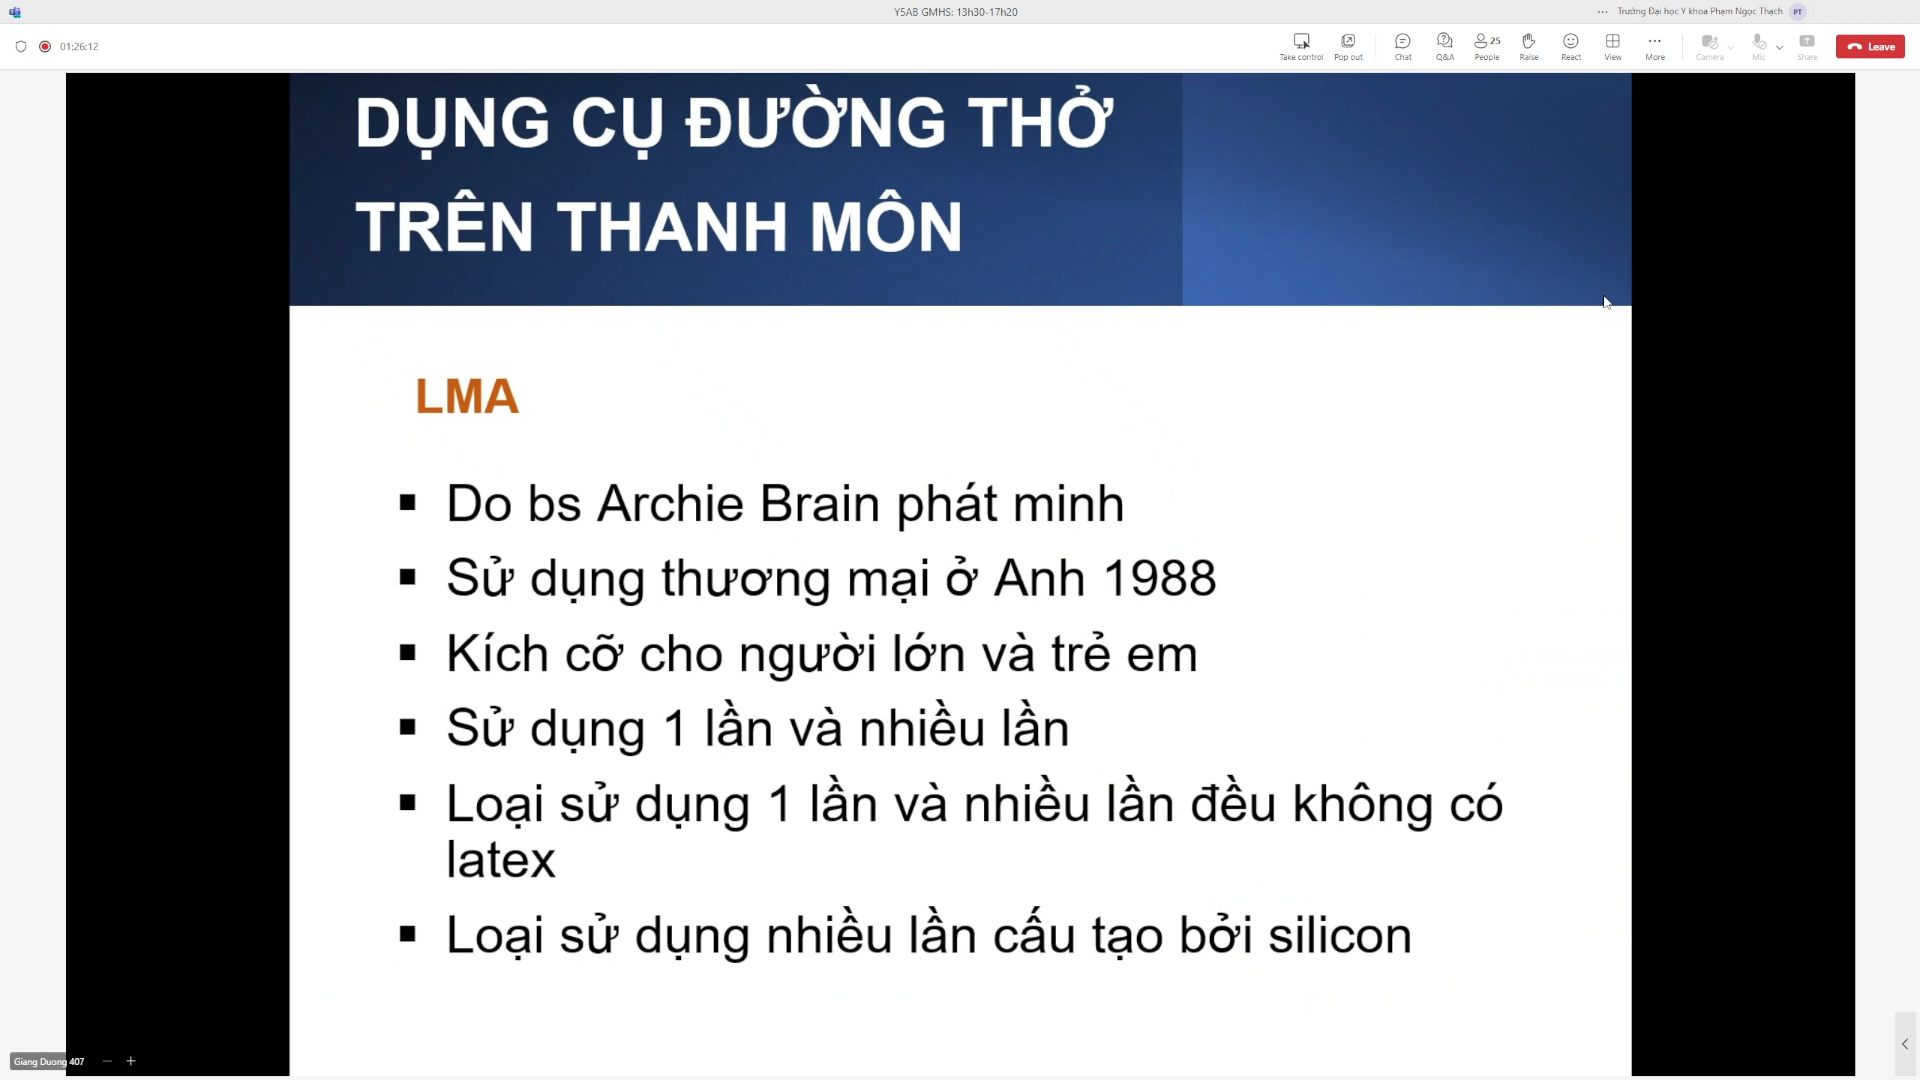 Y5AB GMHS: 13h30-17h20
Trường Đại học Y khoa Phạm Ngọc Thạch PT
01:26:12
Take control
Pop out
Chat
Q&A
25
People
Raise
React
View
More
Camera
Mic
Share
Leave
DỤNG CỤ ĐƯỜNG THỞ
TRÊN THANH MÔN
LMA
▪ Do bs Archie Brain phát minh
▪ Sử dụng thương mại ở Anh 1988
▪ Kích cỡ cho người lớn và trẻ em
▪ Sử dụng 1 lần và nhiều lần
▪ Loại sử dụng 1 lần và nhiều lần đều không có
latex
▪ Loại sử dụng nhiều lần cấu tạo bởi silicon
Giang Duong 407